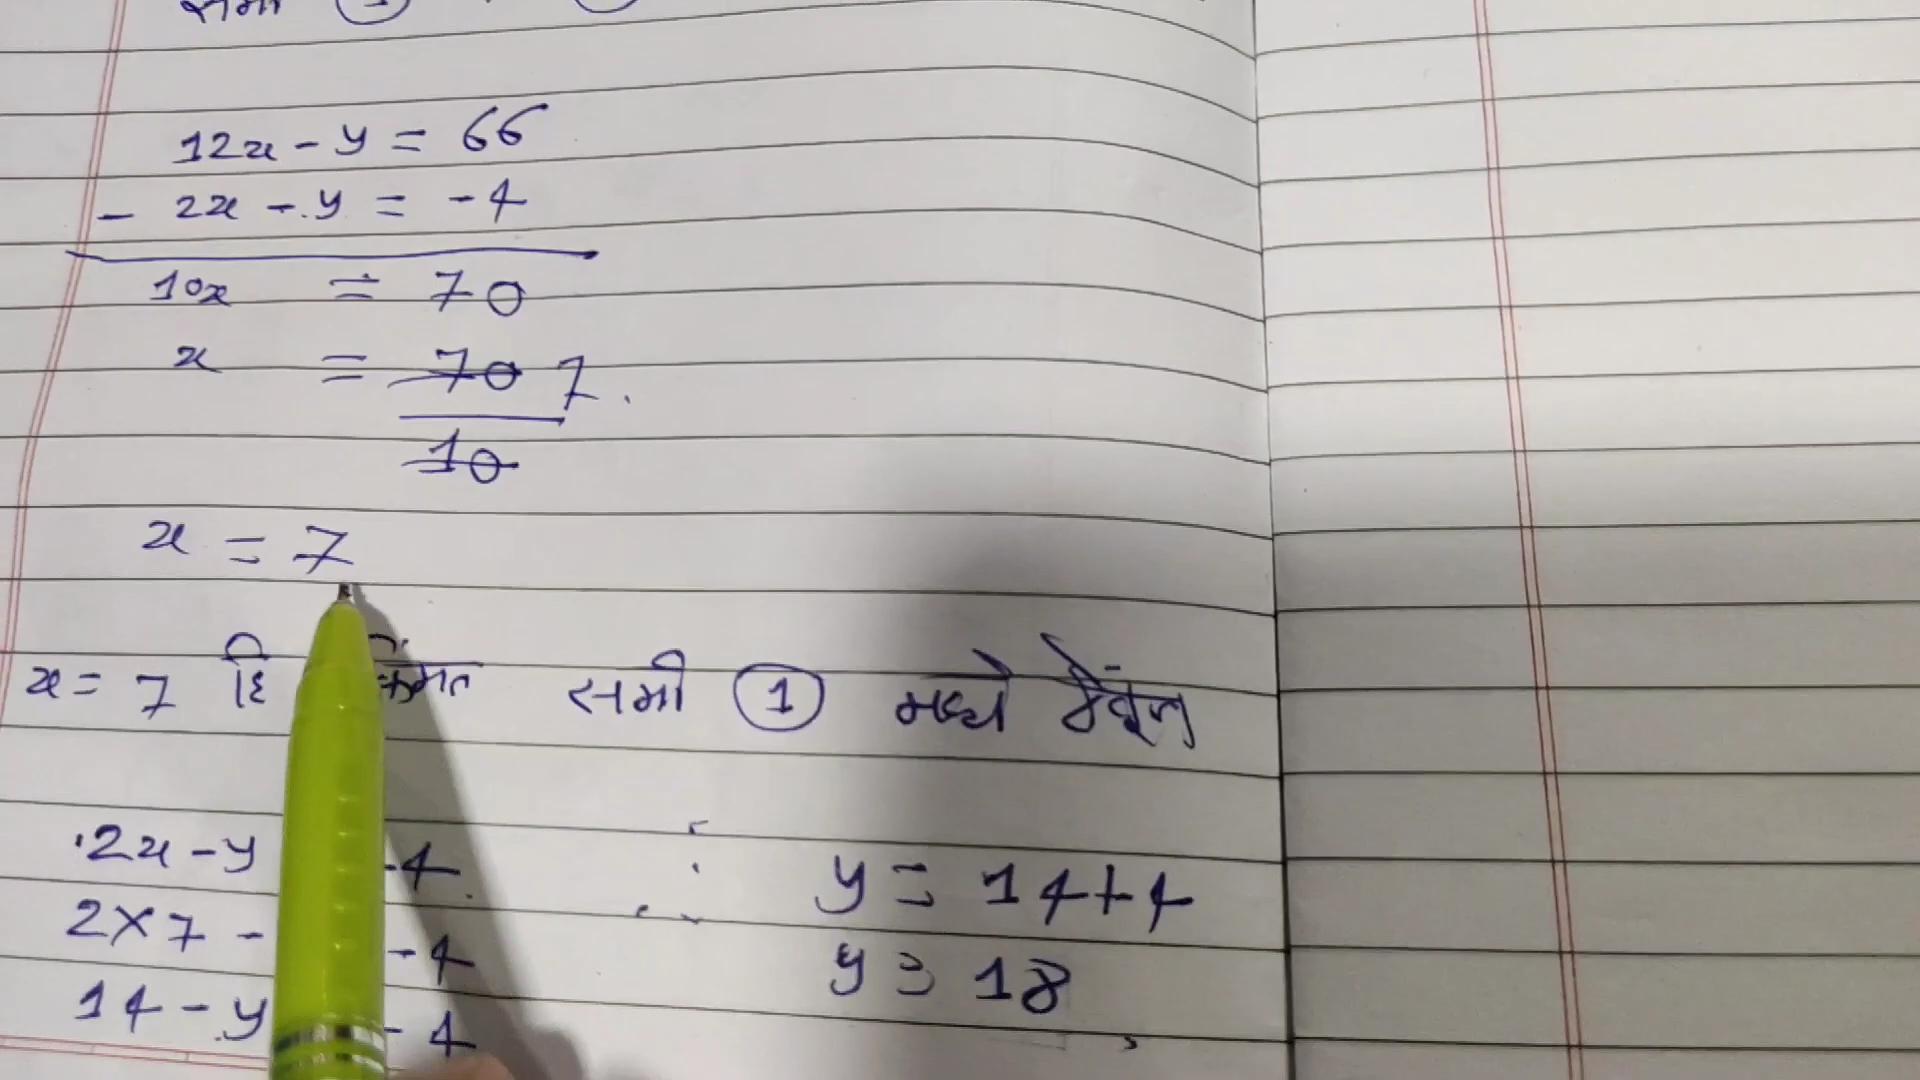 12x - y = 66
- 2x - y = -4
10x = 70
x = 70 7
10
x = 7
x = 7 हि समी 1 मध्ये ठेवून
2x - y -4
2×7 - -4
14 - y -4
y = 14+4
y = 18